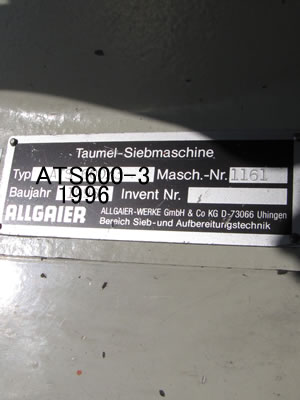 Taumel-Siebmaschine
Typ ATS600-3 Masch.-Nr. 1161
Baujahr 1996 Invent Nr.
ALLGAIER ALLGAIER-WERKE GmbH & Co KG D-73066 Uhingen
Bereich Sieb- und Aufbereitungstechnik